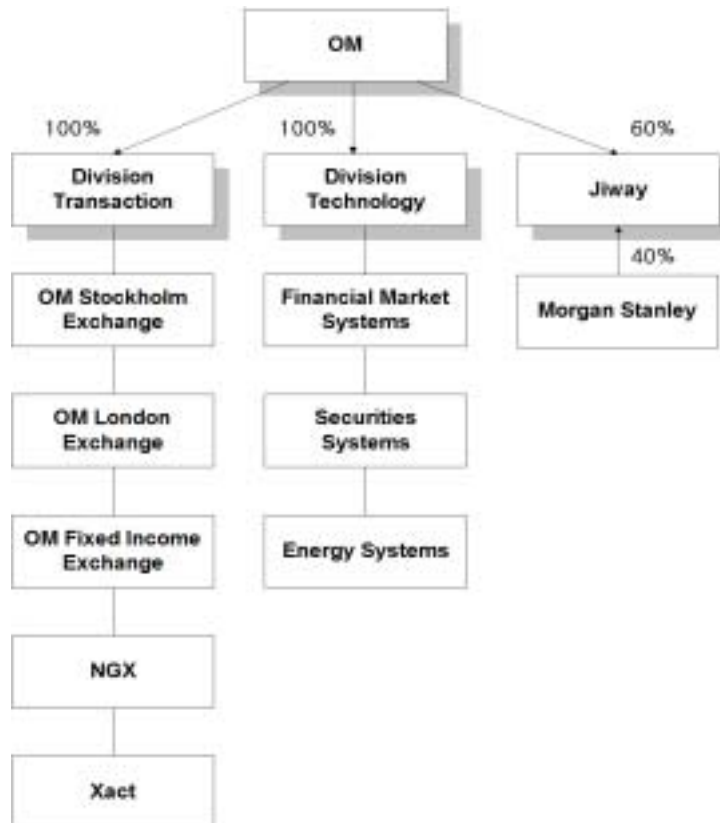 OM
100%
100%
60%
Division
Transaction
Division
Technology
Jiway
40%
OM Stockholm
Exchange
Financial Market
Systems
Morgan Stanley
OM London
Exchange
Securities
Systems
OM Fixed Income
Exchange
Energy Systems
NGX
Xact